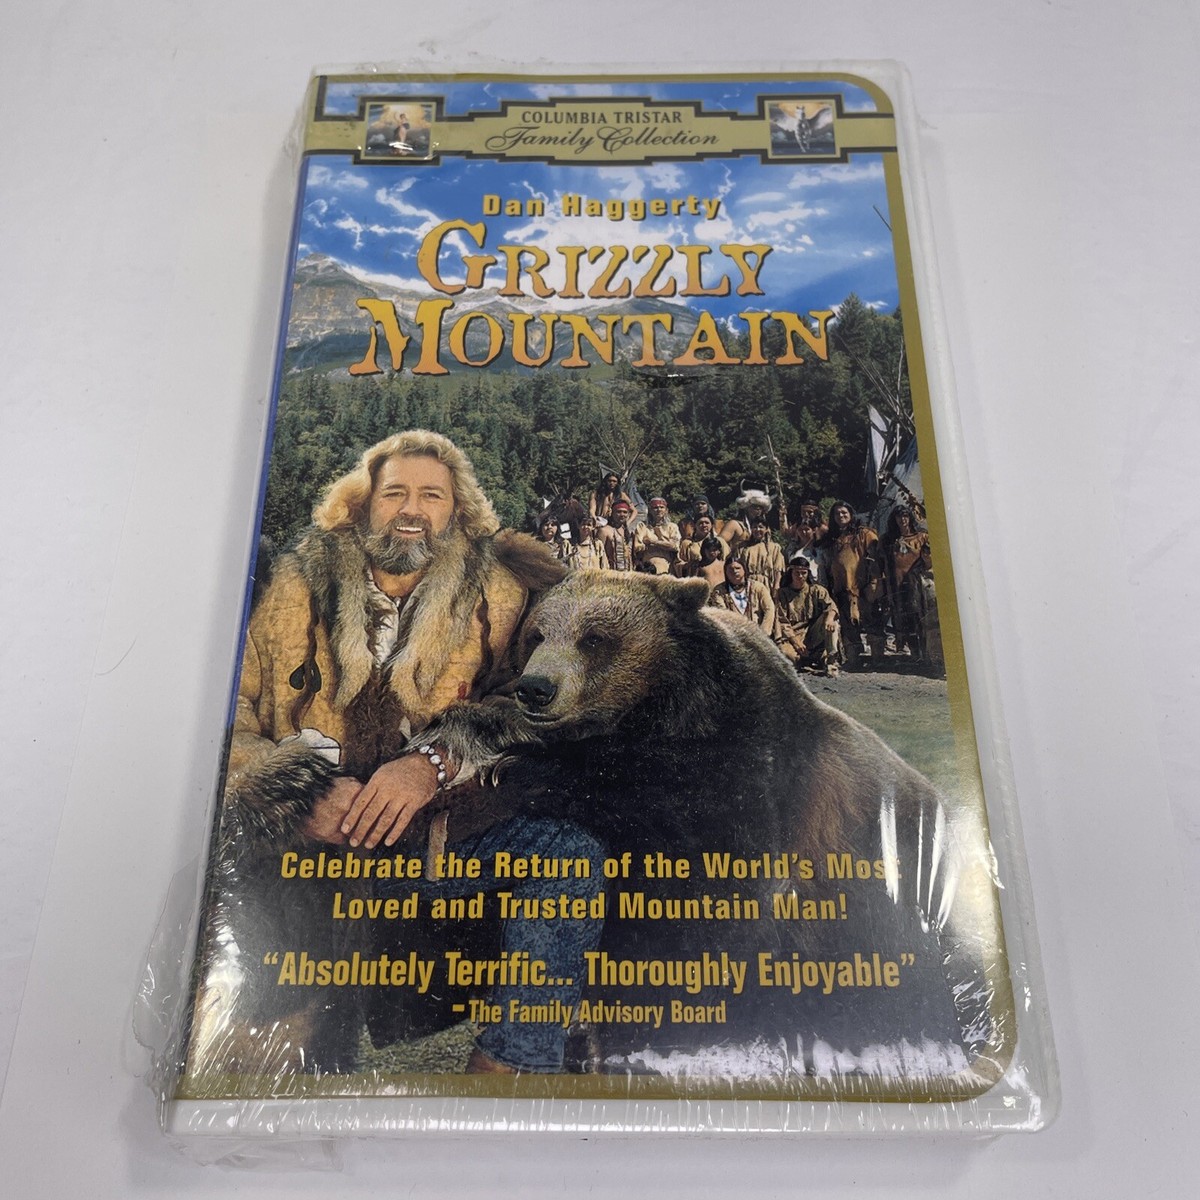 COLUMBIA TRISTAR
Family Collection
Dan Haggerty
GRIZZLY
MOUNTAIN
Celebrate the Return of the World's Most
Loved and Trusted Mountain Man!
"Absolutely Terrific... Thoroughly Enjoyable"
-The Family Advisory Board